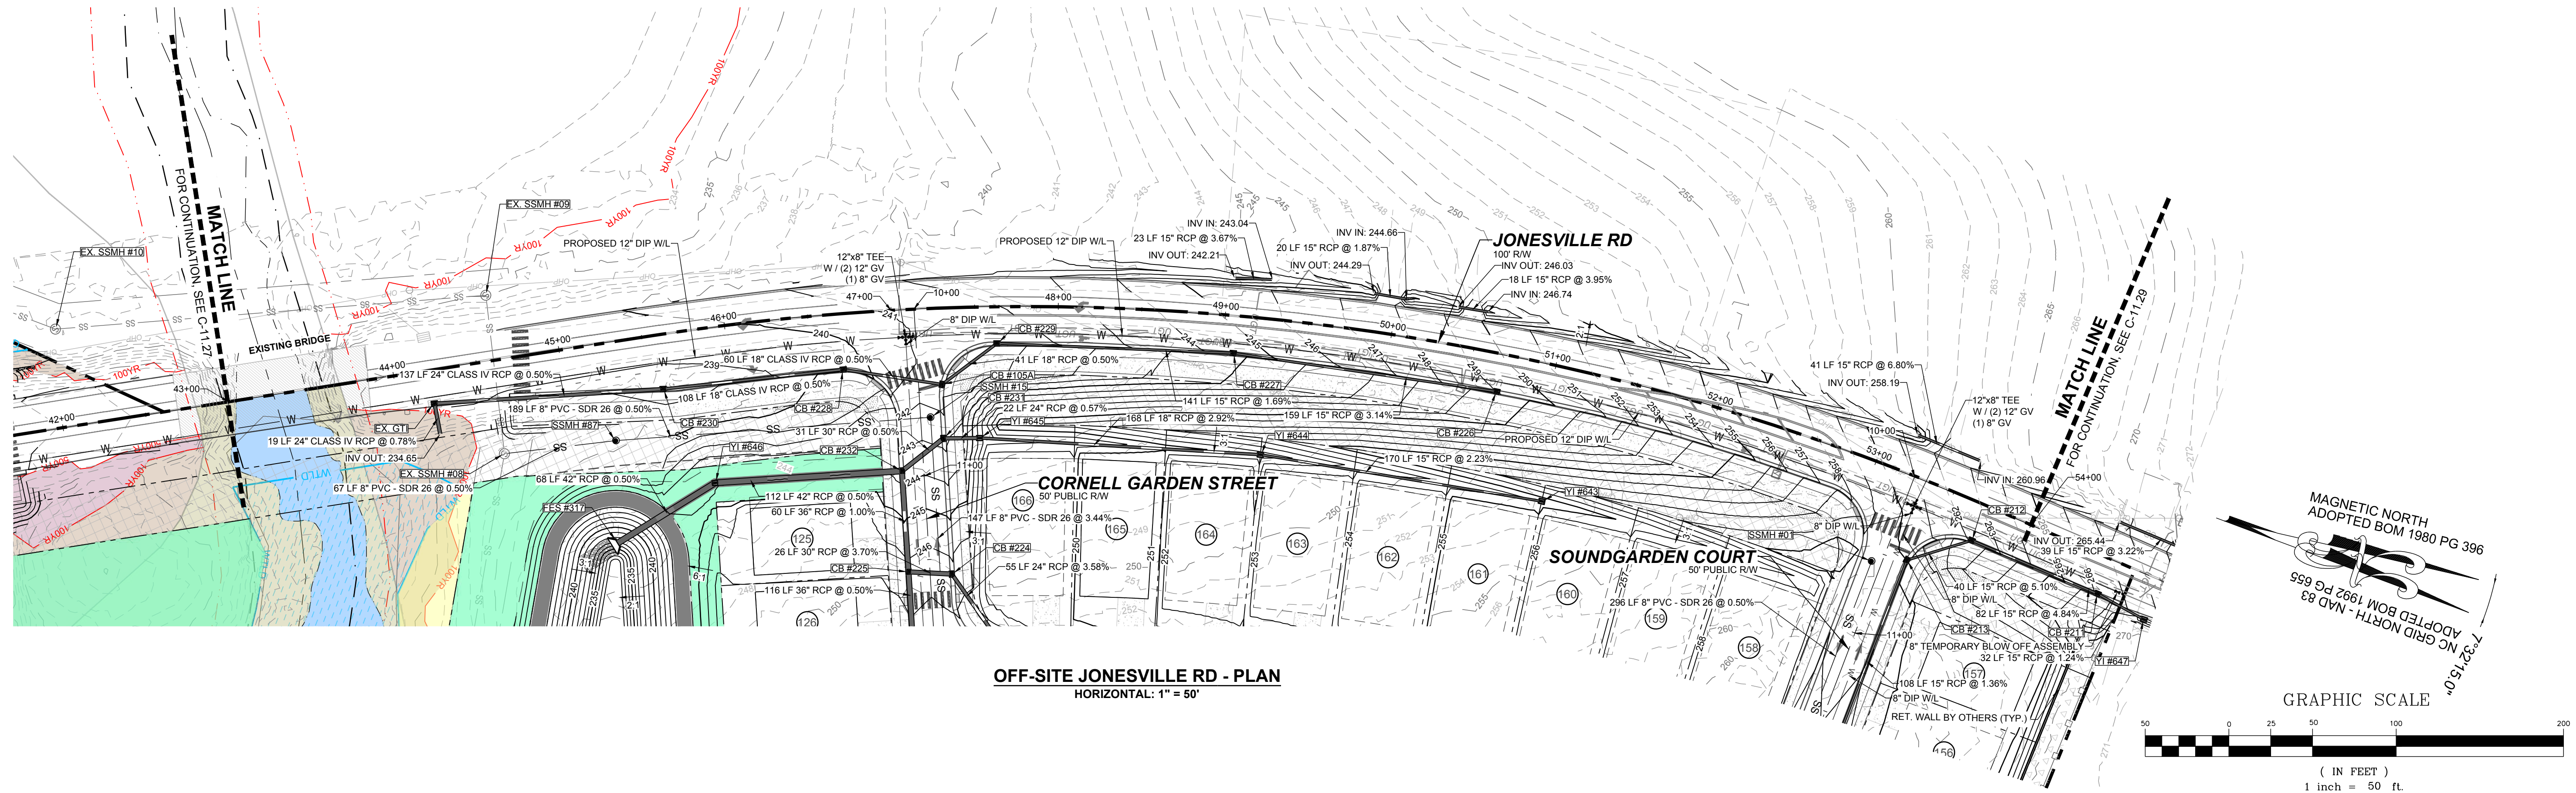 MATCH LINE
FOR CONTINUATION, SEE C-11.27
EX. SSMH #10
EX. SSMH #09
EXISTING BRIDGE
PROPOSED 12" DIP W/L
12"x8" TEE
W / (2) 12" GV
(1) 8" GV
8" DIP W/L
PROPOSED 12" DIP W/L
INV IN: 243.04
23 LF 15" RCP @ 3.67%
INV OUT: 242.21
INV IN: 244.66
20 LF 15" RCP @ 1.87%
INV OUT: 244.29
JONESVILLE RD
100' R/W
INV OUT: 246.03
18 LF 15" RCP @ 3.95%
INV IN: 246.74
42+00
43+00
44+00
45+00
46+00
47+00
48+00
49+00
50+00
51+00
52+00
53+00
54+00
10+00
11+00
10+00
11+00
137 LF 24" CLASS IV RCP @ 0.50%
60 LF 18" CLASS IV RCP @ 0.50%
108 LF 18" CLASS IV RCP @ 0.50%
189 LF 8" PVC - SDR 26 @ 0.50%
CB #228
CB #230
SSMH #87
31 LF 30" RCP @ 0.50%
EX. GTI
19 LF 24" CLASS IV RCP @ 0.78%
INV OUT: 234.65
EX. SSMH #08
67 LF 8" PVC - SDR 26 @ 0.50%
YI #646
CB #232
68 LF 42" RCP @ 0.50%
FES #317
112 LF 42" RCP @ 0.50%
60 LF 36" RCP @ 1.00%
26 LF 30" RCP @ 3.70%
CB #225
116 LF 36" RCP @ 0.50%
CB #229
41 LF 18" RCP @ 0.50%
CB #105A
SSMH #15
CB #231
22 LF 24" RCP @ 0.57%
YI #645
CB #227
141 LF 15" RCP @ 1.69%
168 LF 18" RCP @ 2.92%
159 LF 15" RCP @ 3.14%
YI #644
CB #226
PROPOSED 12" DIP W/L
170 LF 15" RCP @ 2.23%
YI #643
CORNELL GARDEN STREET
50' PUBLIC R/W
147 LF 8" PVC - SDR 26 @ 3.44%
CB #224
55 LF 24" RCP @ 3.58%
SOUNDGARDEN COURT
50' PUBLIC R/W
SSMH #01
8" DIP W/L
296 LF 8" PVC - SDR 26 @ 0.50%
41 LF 15" RCP @ 6.80%
INV OUT: 258.19
12"x8" TEE
W / (2) 12" GV
(1) 8" GV
INV IN: 260.96
CB #212
INV OUT: 265.44
39 LF 15" RCP @ 3.22%
40 LF 15" RCP @ 5.10%
8" DIP W/L
82 LF 15" RCP @ 4.84%
CB #213
CB #211
8" TEMPORARY BLOW OFF ASSEMBLY
32 LF 15" RCP @ 1.24%
YI #647
108 LF 15" RCP @ 1.36%
8" DIP W/L
RET. WALL BY OTHERS (TYP.)
125
126
166
165
164
163
162
161
160
159
158
157
156
MATCH LINE
FOR CONTINUATION, SEE C-11.29
MAGNETIC NORTH
ADOPTED BOM 1980 PG 396
NC GRID NORTH - NAD 83
ADOPTED BOM 1992 PG 655
7°32'15.0"
OFF-SITE JONESVILLE RD - PLAN
HORIZONTAL: 1" = 50'
GRAPHIC SCALE
50 0 25 50 100 200
( IN FEET )
1 inch = 50 ft.